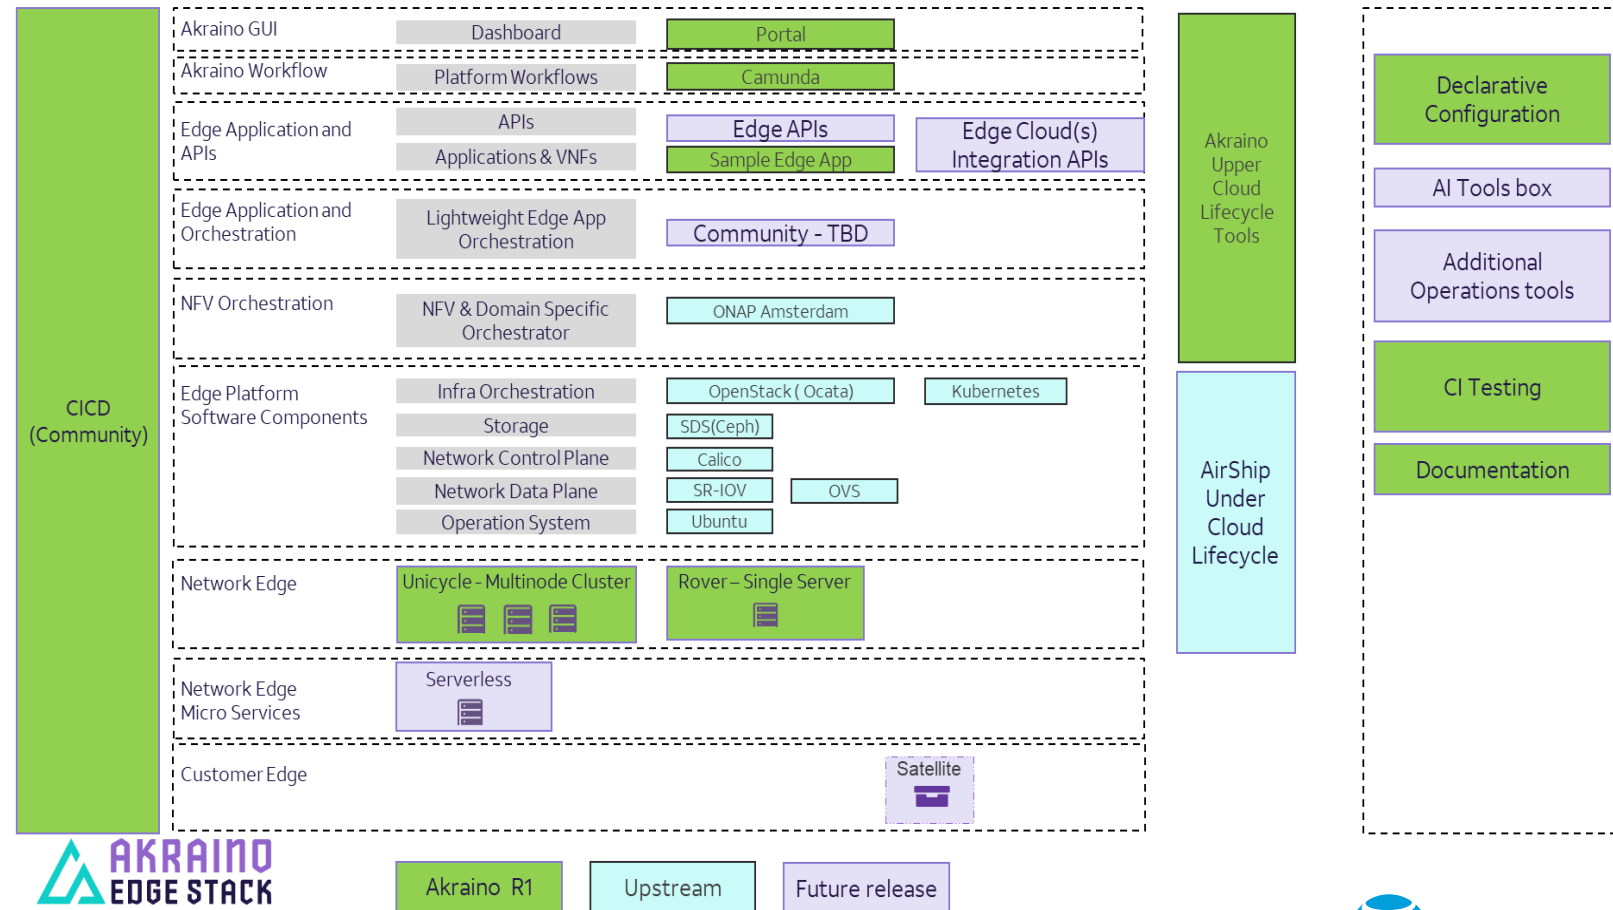 CICD
(Community)
Akraino GUI
Dashboard
Portal
Akraino Workflow
Platform Workflows
Camunda
Edge Application and
APIs
APIs
Applications & VNFs
Edge APIs
Sample Edge App
Edge Cloud(s)
Integration APIs
Edge Application and
Orchestration
Lightweight Edge App
Orchestration
Community - TBD
NFV Orchestration
NFV & Domain Specific
Orchestrator
ONAP Amsterdam
Edge Platform
Software Components
Infra Orchestration
OpenStack ( Ocata)
Kubernetes
Storage
SDS(Ceph)
Network Control Plane
Calico
Network Data Plane
SR-IOV
OVS
Operation System
Ubuntu
Network Edge
Unicycle - Multinode Cluster
Rover – Single Server
Network Edge
Micro Services
Serverless
Customer Edge
Satellite
Akraino
Upper
Cloud
Lifecycle
Tools
AirShip
Under
Cloud
Lifecycle
Declarative
Configuration
AI Tools box
Additional
Operations tools
CI Testing
Documentation
AKRAINO
EDGE STACK
Akraino R1
Upstream
Future release